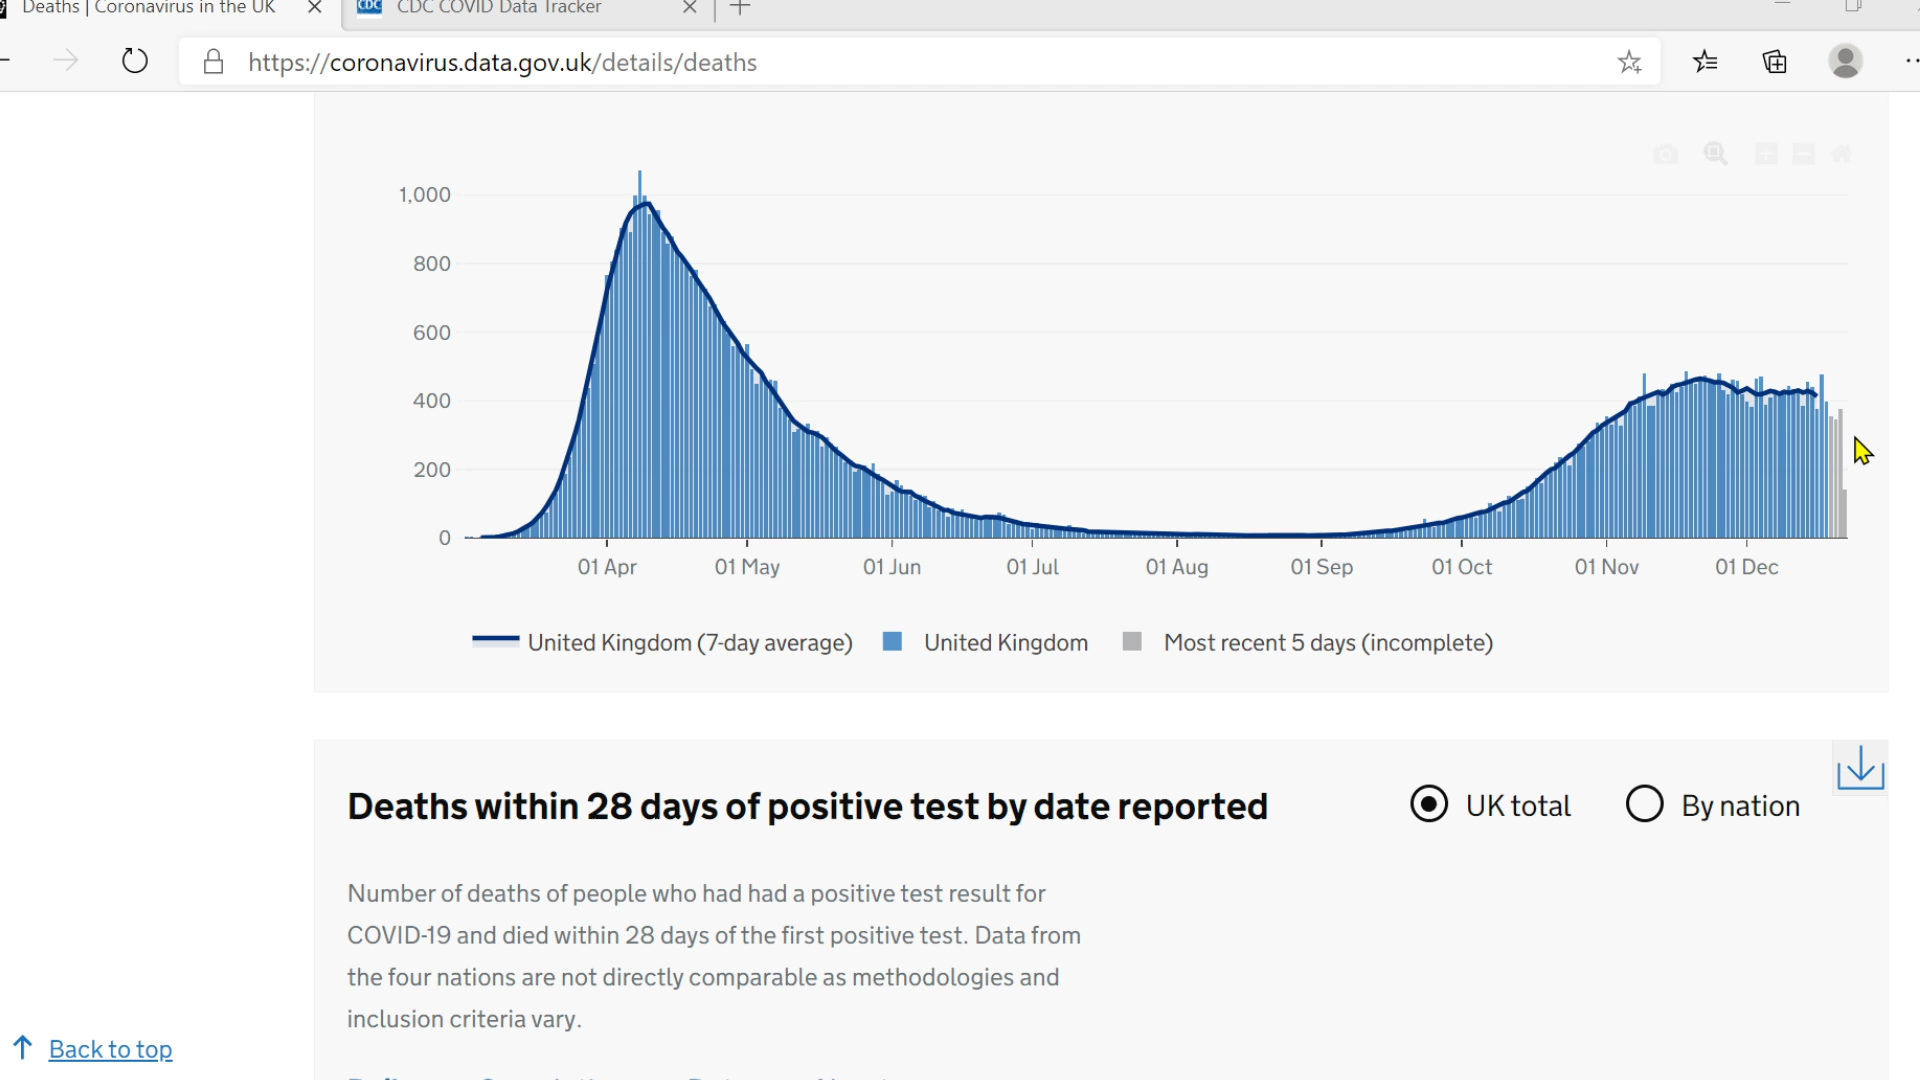 Deaths | Coronavirus in the UK
CDC CDC COVID Data Tracker
https://coronavirus.data.gov.uk/details/deaths
1,000
800
600
400
200
0
01 Apr 01 May 01 Jun 01 Jul 01 Aug 01 Sep 01 Oct 01 Nov 01 Dec
United Kingdom (7-day average) United Kingdom Most recent 5 days (incomplete)
Deaths within 28 days of positive test by date reported
UK total By nation
Number of deaths of people who had had a positive test result for
COVID-19 and died within 28 days of the first positive test. Data from
the four nations are not directly comparable as methodologies and
inclusion criteria vary.
Back to top